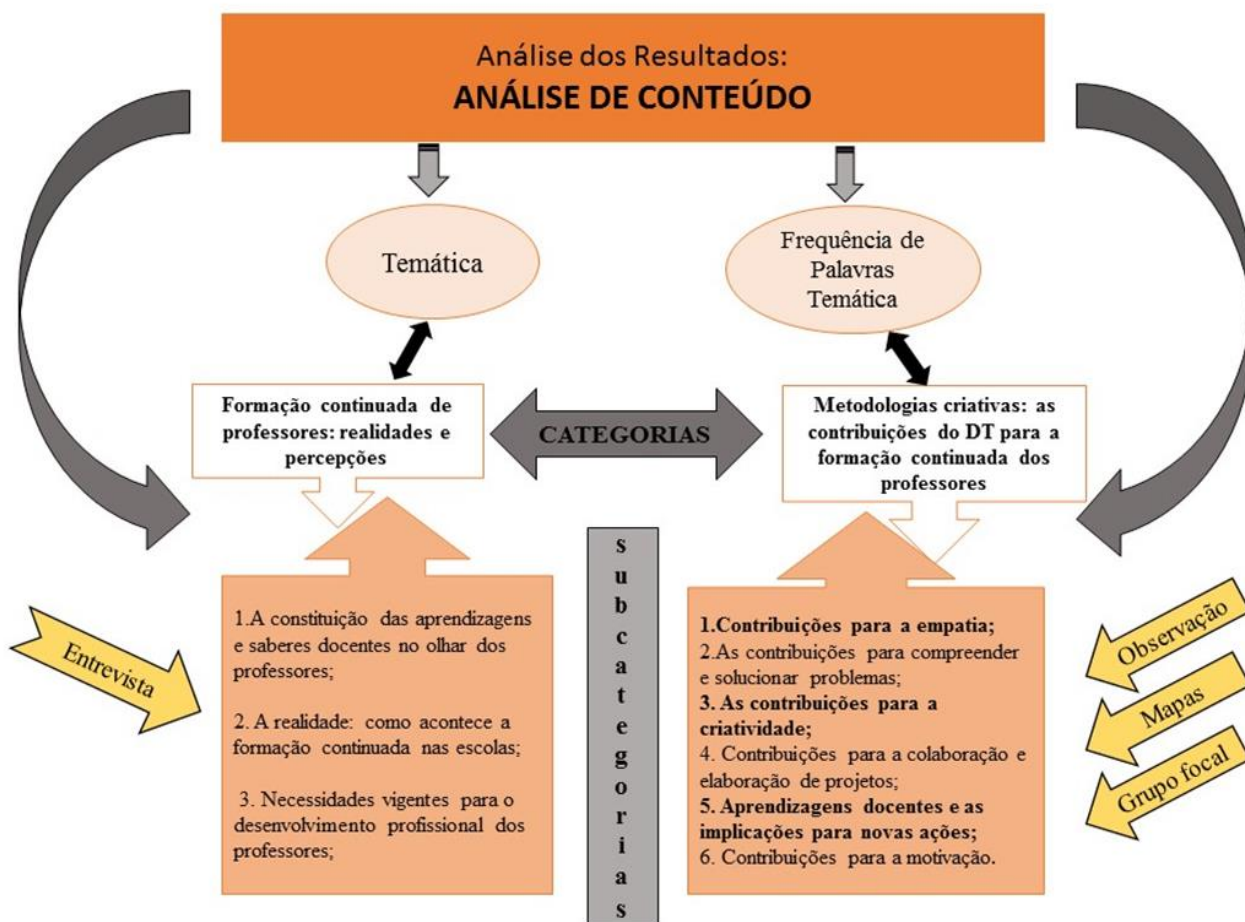 Análise dos Resultados:
ANÁLISE DE CONTEÚDO
Temática
Frequência de
Palavras
Temática
Formação continuada de
professores: realidades e
percepções
CATEGORIAS
Metodologias criativas: as
contribuições do DT para a
formação continuada dos
professores
Entrevista
1.A constituição das aprendizagens
e saberes docentes no olhar dos
professores;
2. A realidade: como acontece a
formação continuada nas escolas;
3. Necessidades vigentes para o
desenvolvimento profissional dos
professores;
subcategorias
1.Contribuições para a empatia;
2.As contribuições para compreender
e solucionar problemas;
3. As contribuições para a
criatividade;
4. Contribuições para a colaboração e
elaboração de projetos;
5. Aprendizagens docentes e as
implicações para novas ações;
6. Contribuições para a motivação.
Observação
Mapas
Grupo focal